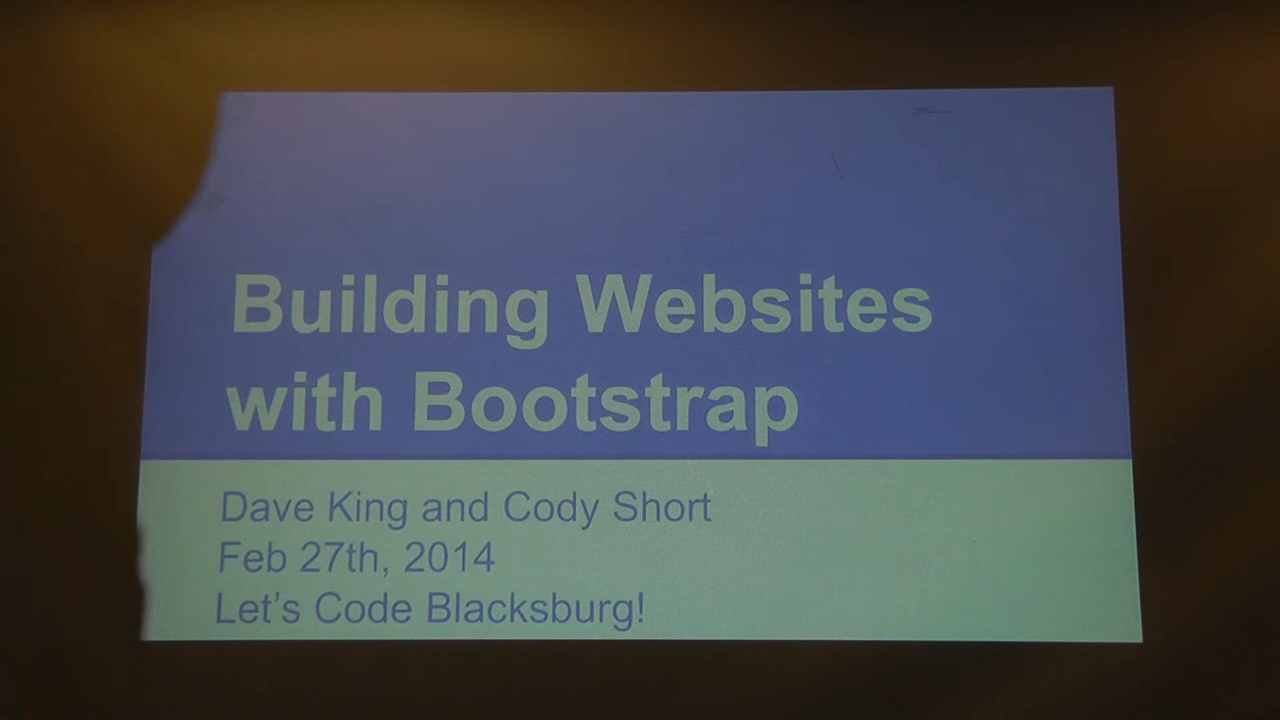 Building Websites
with Bootstrap
Dave King and Cody Short
Feb 27th, 2014
Let’s Code Blacksburg!